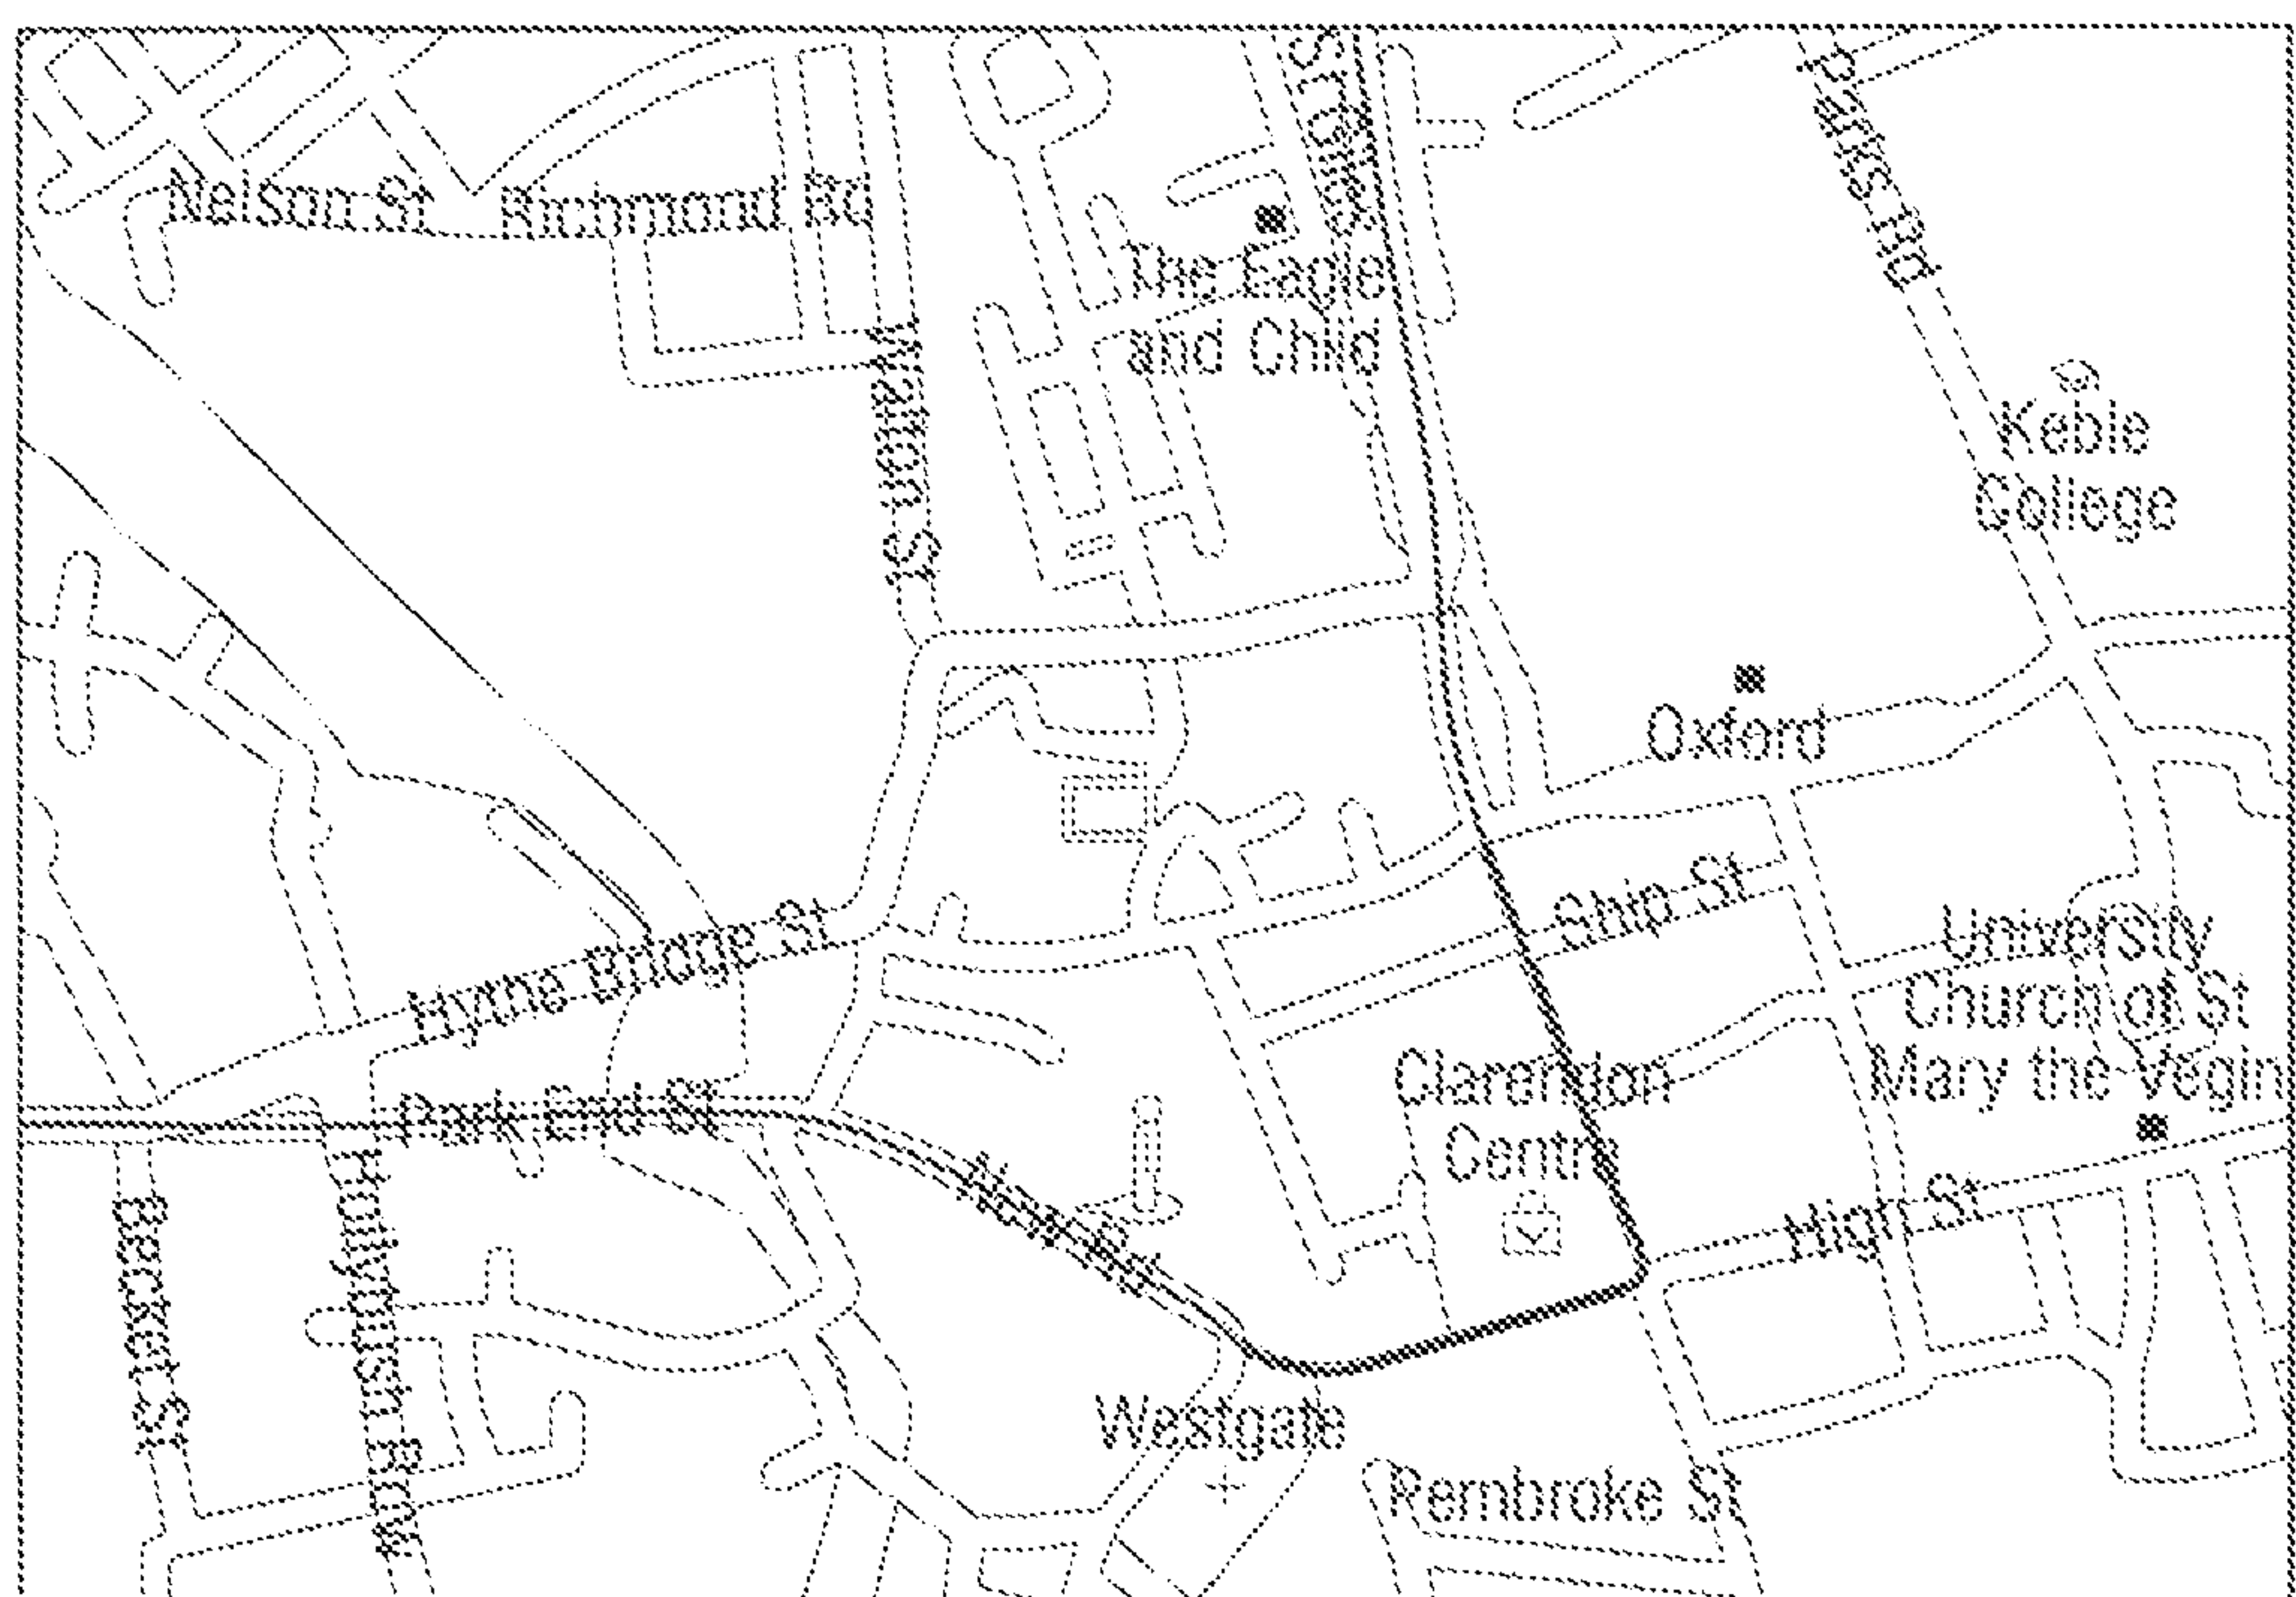 St Giles
Parks Rd
Nelson St
Richmond Rd
The Eagle
and Child
Walton St
Keble
College
Oxford
Ship St
Hythe Bridge St
University
Church of St
Mary the Vegin
Clarendon
Centre
Park End St
New Rd
High St
Becket St
Hollybush Row
Westgate
Pembroke St